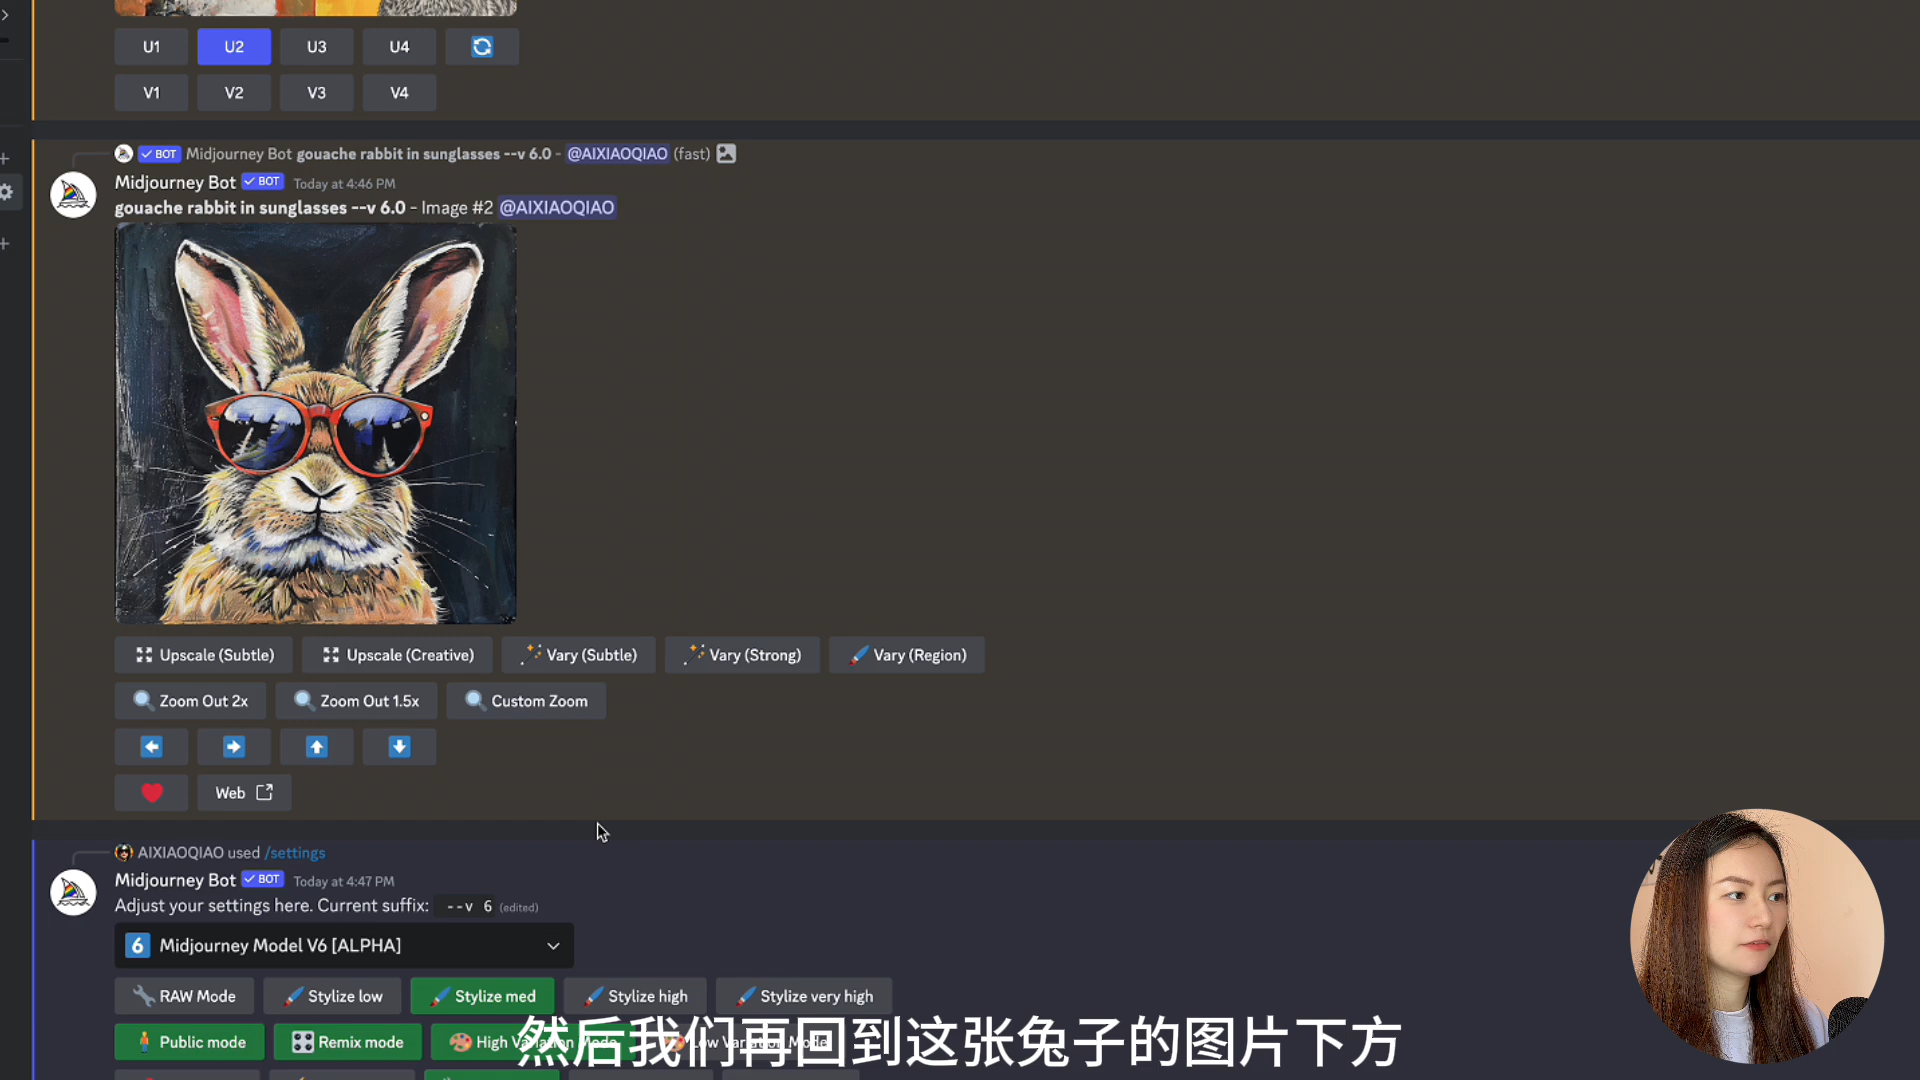 U1 U2 U3 U4
V1 V2 V3 V4
BOT Midjourney Bot gouache rabbit in sunglasses --v 6.0 - @AIXIAOQIAO (fast)
Midjourney Bot BOT Today at 4:46 PM
gouache rabbit in sunglasses --v 6.0 - Image #2 @AIXIAOQIAO
Upscale (Subtle) Upscale (Creative) Vary (Subtle) Vary (Strong) Vary (Region)
Zoom Out 2x Zoom Out 1.5x Custom Zoom
Web
AIXIAOQIAO used /settings
Midjourney Bot BOT Today at 4:47 PM
Adjust your settings here. Current suffix: --v 6 (edited)
6 Midjourney Model V6 [ALPHA]
RAW Mode Stylize low Stylize med Stylize high Stylize very high
Public mode Remix mode High Variation Mode Low Variation Mode
然后我们再回到这张兔子的图片下方